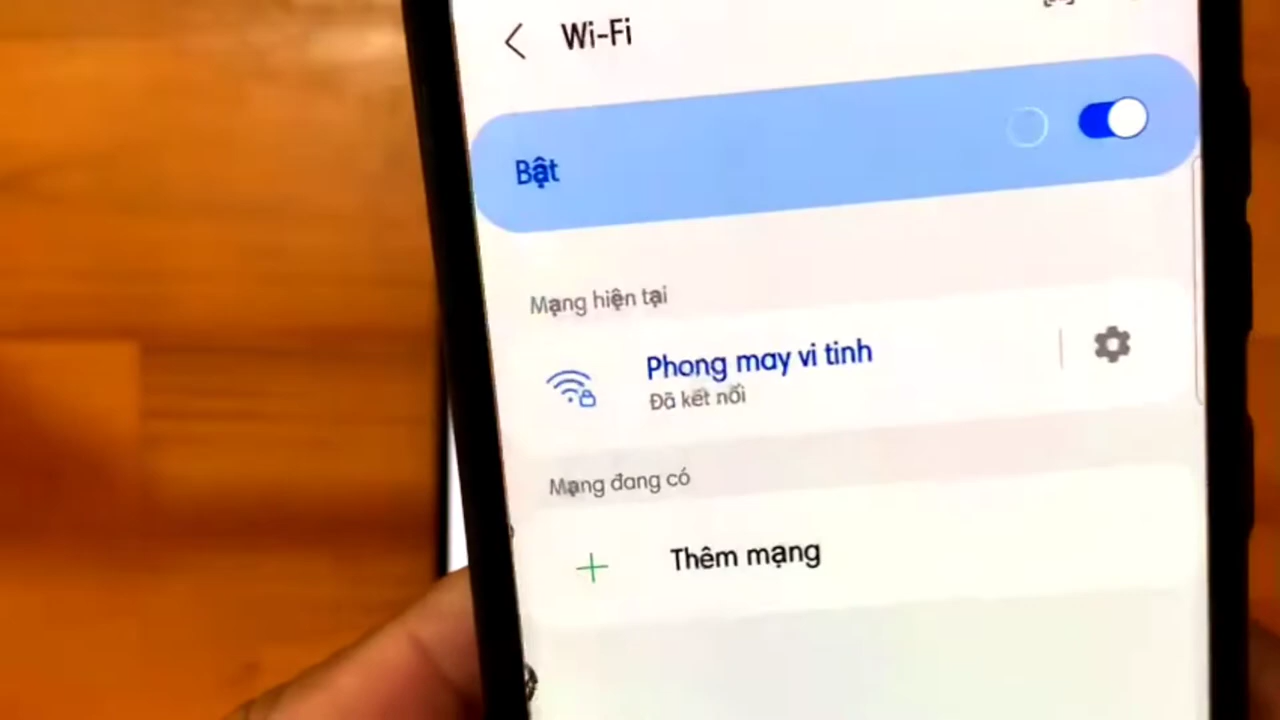 Wi-Fi
Bật
Mạng hiện tại
Phong may vi tinh
Đã kết nối
Mạng đang có
Thêm mạng